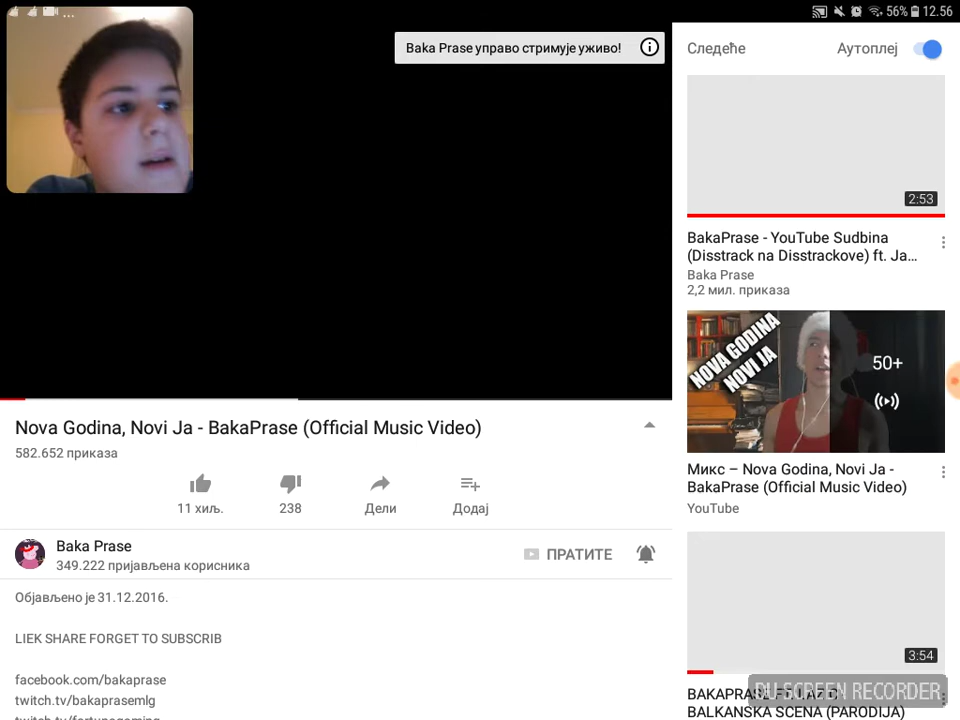 ... 56% 12.56
Baka Prase управо стримује уживо!
Nova Godina, Novi Ja - BakaPrase (Official Music Video)
582.652 приказа
11 хиљ. 238 Дели Додај
Baka Prase
349.222 пријављена корисника
ПРАТИТЕ
Објављено је 31.12.2016.
LIEK SHARE FORGET TO SUBSCRIB
facebook.com/bakaprase
twitch.tv/bakaprasemlg
Следеће Аутоплеј
2:53
BakaPrase - YouTube Sudbina
(Disstrack na Disstrackove) ft. Ja...
Baka Prase
2,2 мил. приказа
NOVA GODINA
NOVI JA
50+
Микс – Nova Godina, Novi Ja -
BakaPrase (Official Music Video)
YouTube
3:54
BAKAPRASE
BALKANSKA SCENA (PARODIJA)
DU SCREEN RECORDER